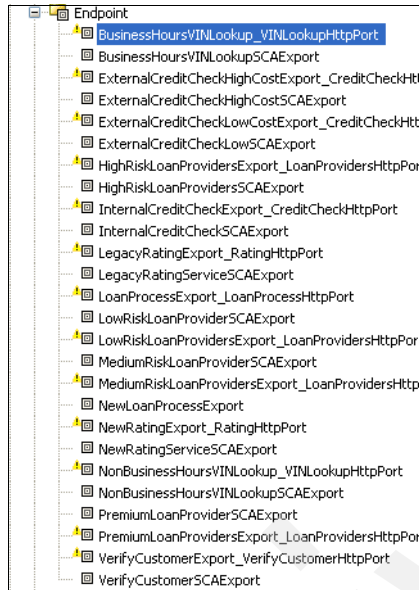 Endpoint
BusinessHoursVINLookup_VINLookupHttpPort
BusinessHoursVINLookupSCAExport
ExternalCreditCheckHighCostExport_CreditCheckHtt
ExternalCreditCheckHighCostSCAExport
ExternalCreditCheckLowCostExport_CreditCheckHtt
ExternalCreditCheckLowSCAExport
HighRiskLoanProvidersExport_LoanProvidersHttpPor
HighRiskLoanProvidersSCAExport
InternalCreditCheckExport_CreditCheckHttpPort
InternalCreditCheckSCAExport
LegacyRatingExport_RatingHttpPort
LegacyRatingServiceSCAExport
LoanProcessExport_LoanProcessHttpPort
LowRiskLoanProviderSCAExport
LowRiskLoanProvidersExport_LoanProvidersHttpPor
MediumRiskLoanProviderSCAExport
MediumRiskLoanProvidersExport_LoanProvidersHttp
NewLoanProcessExport
NewRatingExport_RatingHttpPort
NewRatingServiceSCAExport
NonBusinessHoursVINLookup_VINLookupHttpPort
NonBusinessHoursVINLookupSCAExport
PremiumLoanProviderSCAExport
PremiumLoanProvidersExport_LoanProvidersHttpPor
VerifyCustomerExport_VerifyCustomerHttpPort
VerifyCustomerSCAExport